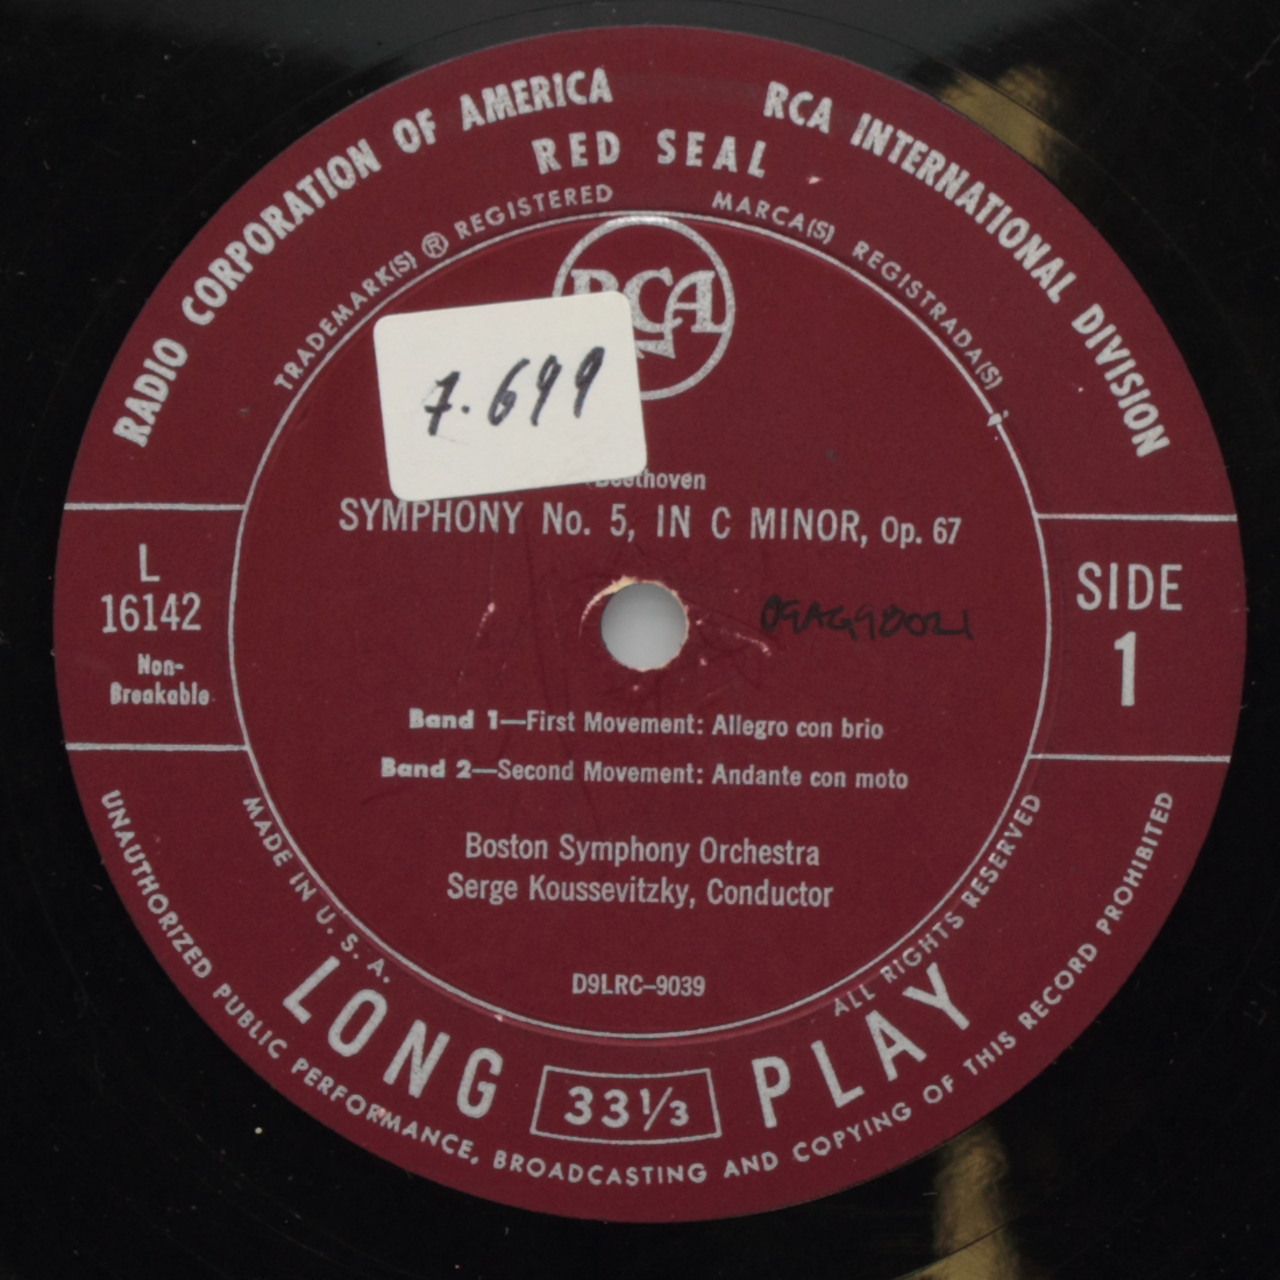 RADIO CORPORATION OF AMERICA
RCA INTERNATIONAL DIVISION
RED SEAL
TRADEMARK(S) ® REGISTERED
MARCA(S) REGISTRADA(S)
RCA
7.699
Beethoven
SYMPHONY No. 5, IN C MINOR, Op. 67
L
16142
Non-
Breakable
SIDE
1
Band 1—First Movement: Allegro con brio
Band 2—Second Movement: Andante con moto
Boston Symphony Orchestra
Serge Koussevitzky, Conductor
D9LRC-9039
MADE IN U. S. A.
ALL RIGHTS RESERVED
LONG 33⅓ PLAY
UNAUTHORIZED PUBLIC PERFORMANCE, BROADCASTING AND COPYING OF THIS RECORD PROHIBITED